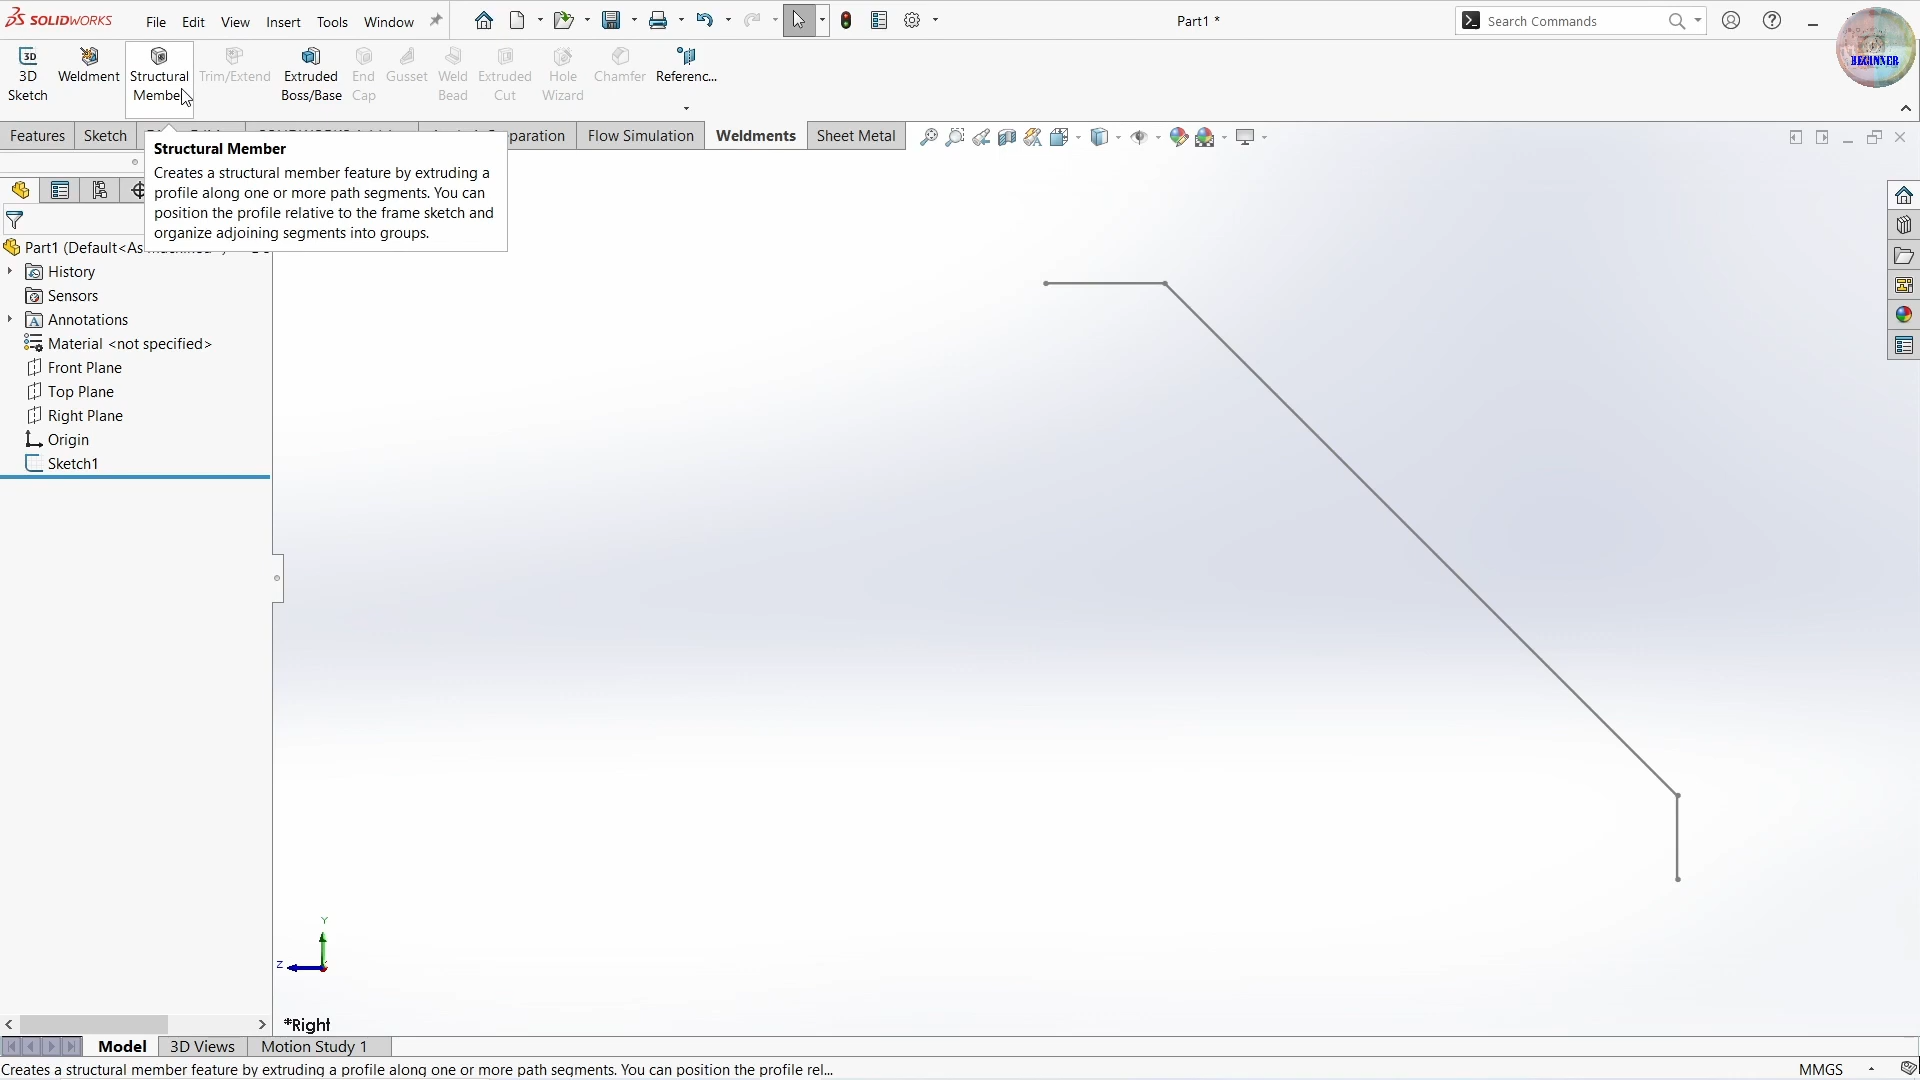 SOLIDWORKS File Edit View Insert Tools Window Part1 * Search Commands
BEGINNER
3D
3D Sketch
Weldment
Structural Member
Trim/Extend
Extruded Boss/Base
End Cap
Gusset
Weld Bead
Extruded Cut
Hole Wizard
Chamfer
Referenc...
Features Sketch paration Flow Simulation Weldments Sheet Metal
Structural Member
Creates a structural member feature by extruding a
profile along one or more path segments. You can
position the profile relative to the frame sketch and
organize adjoining segments into groups.
Part1 (Default<As
History
Sensors
Annotations
Material <not specified>
Front Plane
Top Plane
Right Plane
Origin
Sketch1
Y
Z
*Right
Model 3D Views Motion Study 1
Creates a structural member feature by extruding a profile along one or more path segments. You can position the profile rel... MMGS